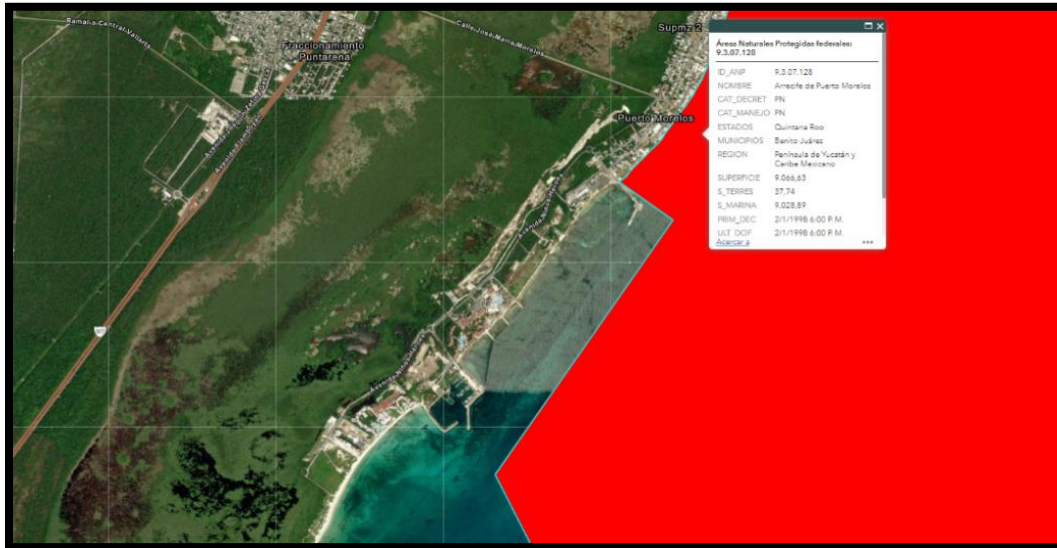 Ramal a Central Vallarta
Calle José María Morelos
Supmz 2
Fraccionamiento
Puntarena
Puerto Morelos
307
Áreas Naturales Protegidas federales:
9.3.07.128
ID_ANP 9.3.07.128
NOMBRE Arrecife de Puerto Morelos
CAT_DECRET PN
CAT_MANEJO PN
ESTADOS Quintana Roo
MUNICIPIOS Benito Juárez
REGION Península de Yucatán y
Caribe Mexicano
SUPERFICIE 9.066,63
S_TERRES 37,74
S_MARINA 9.028,89
PRIM_DEC 2/1/1998 6:00 P. M.
ULT_DOF 2/1/1998 6:00 P. M.
Acercar a